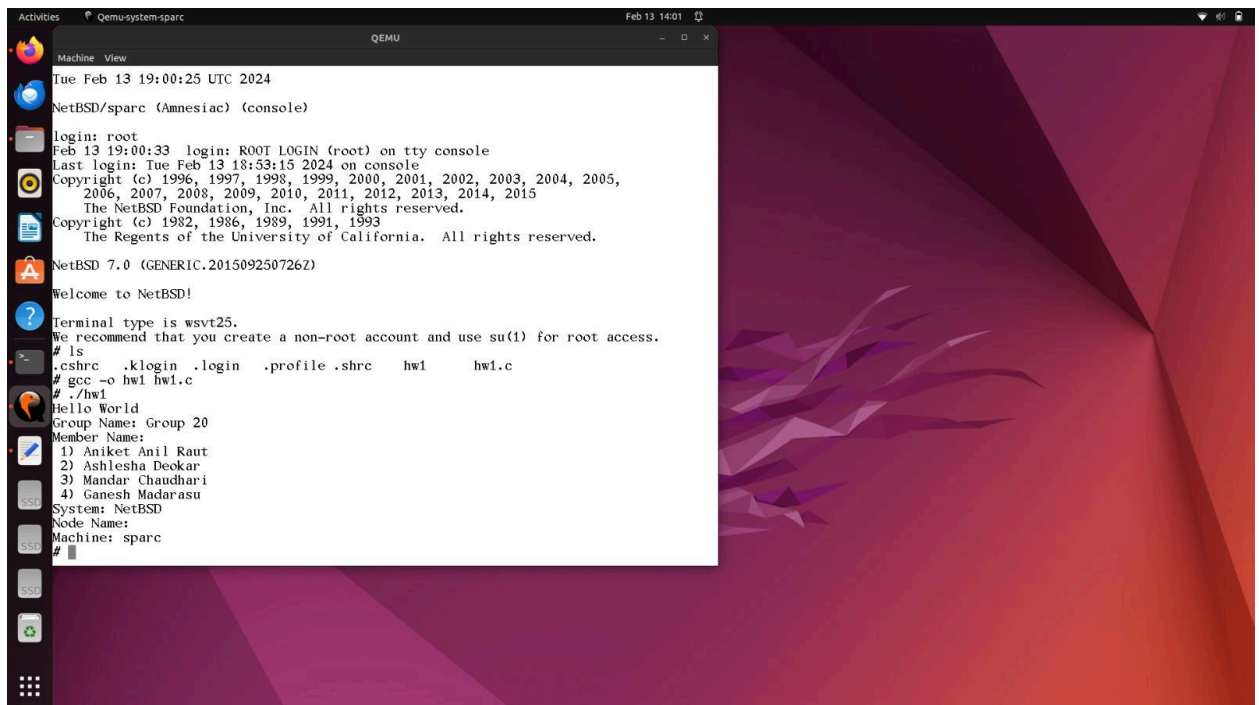 Activities Qemu-system-sparc Feb 13 14:01
QEMU
Machine View
Tue Feb 13 19:00:25 UTC 2024
NetBSD/sparc (Amnesiac) (console)
login: root
Feb 13 19:00:33 login: ROOT LOGIN (root) on tty console
Last login: Tue Feb 13 18:53:15 2024 on console
Copyright (c) 1996, 1997, 1998, 1999, 2000, 2001, 2002, 2003, 2004, 2005,
2006, 2007, 2008, 2009, 2010, 2011, 2012, 2013, 2014, 2015
The NetBSD Foundation, Inc. All rights reserved.
Copyright (c) 1982, 1986, 1989, 1991, 1993
The Regents of the University of California. All rights reserved.
NetBSD 7.0 (GENERIC.201509250726Z)
Welcome to NetBSD!
Terminal type is wsvt25.
We recommend that you create a non-root account and use su(1) for root access.
# ls
.cshrc .klogin .login .profile .shrc hw1 hw1.c
# gcc -o hw1 hw1.c
# ./hw1
Hello World
Group Name: Group 20
Member Name:
1) Aniket Anil Raut
2) Ashlesha Deokar
3) Mandar Chaudhari
4) Ganesh Madarasu
System: NetBSD
Node Name:
Machine: sparc
#
SSD
SSD
SSD